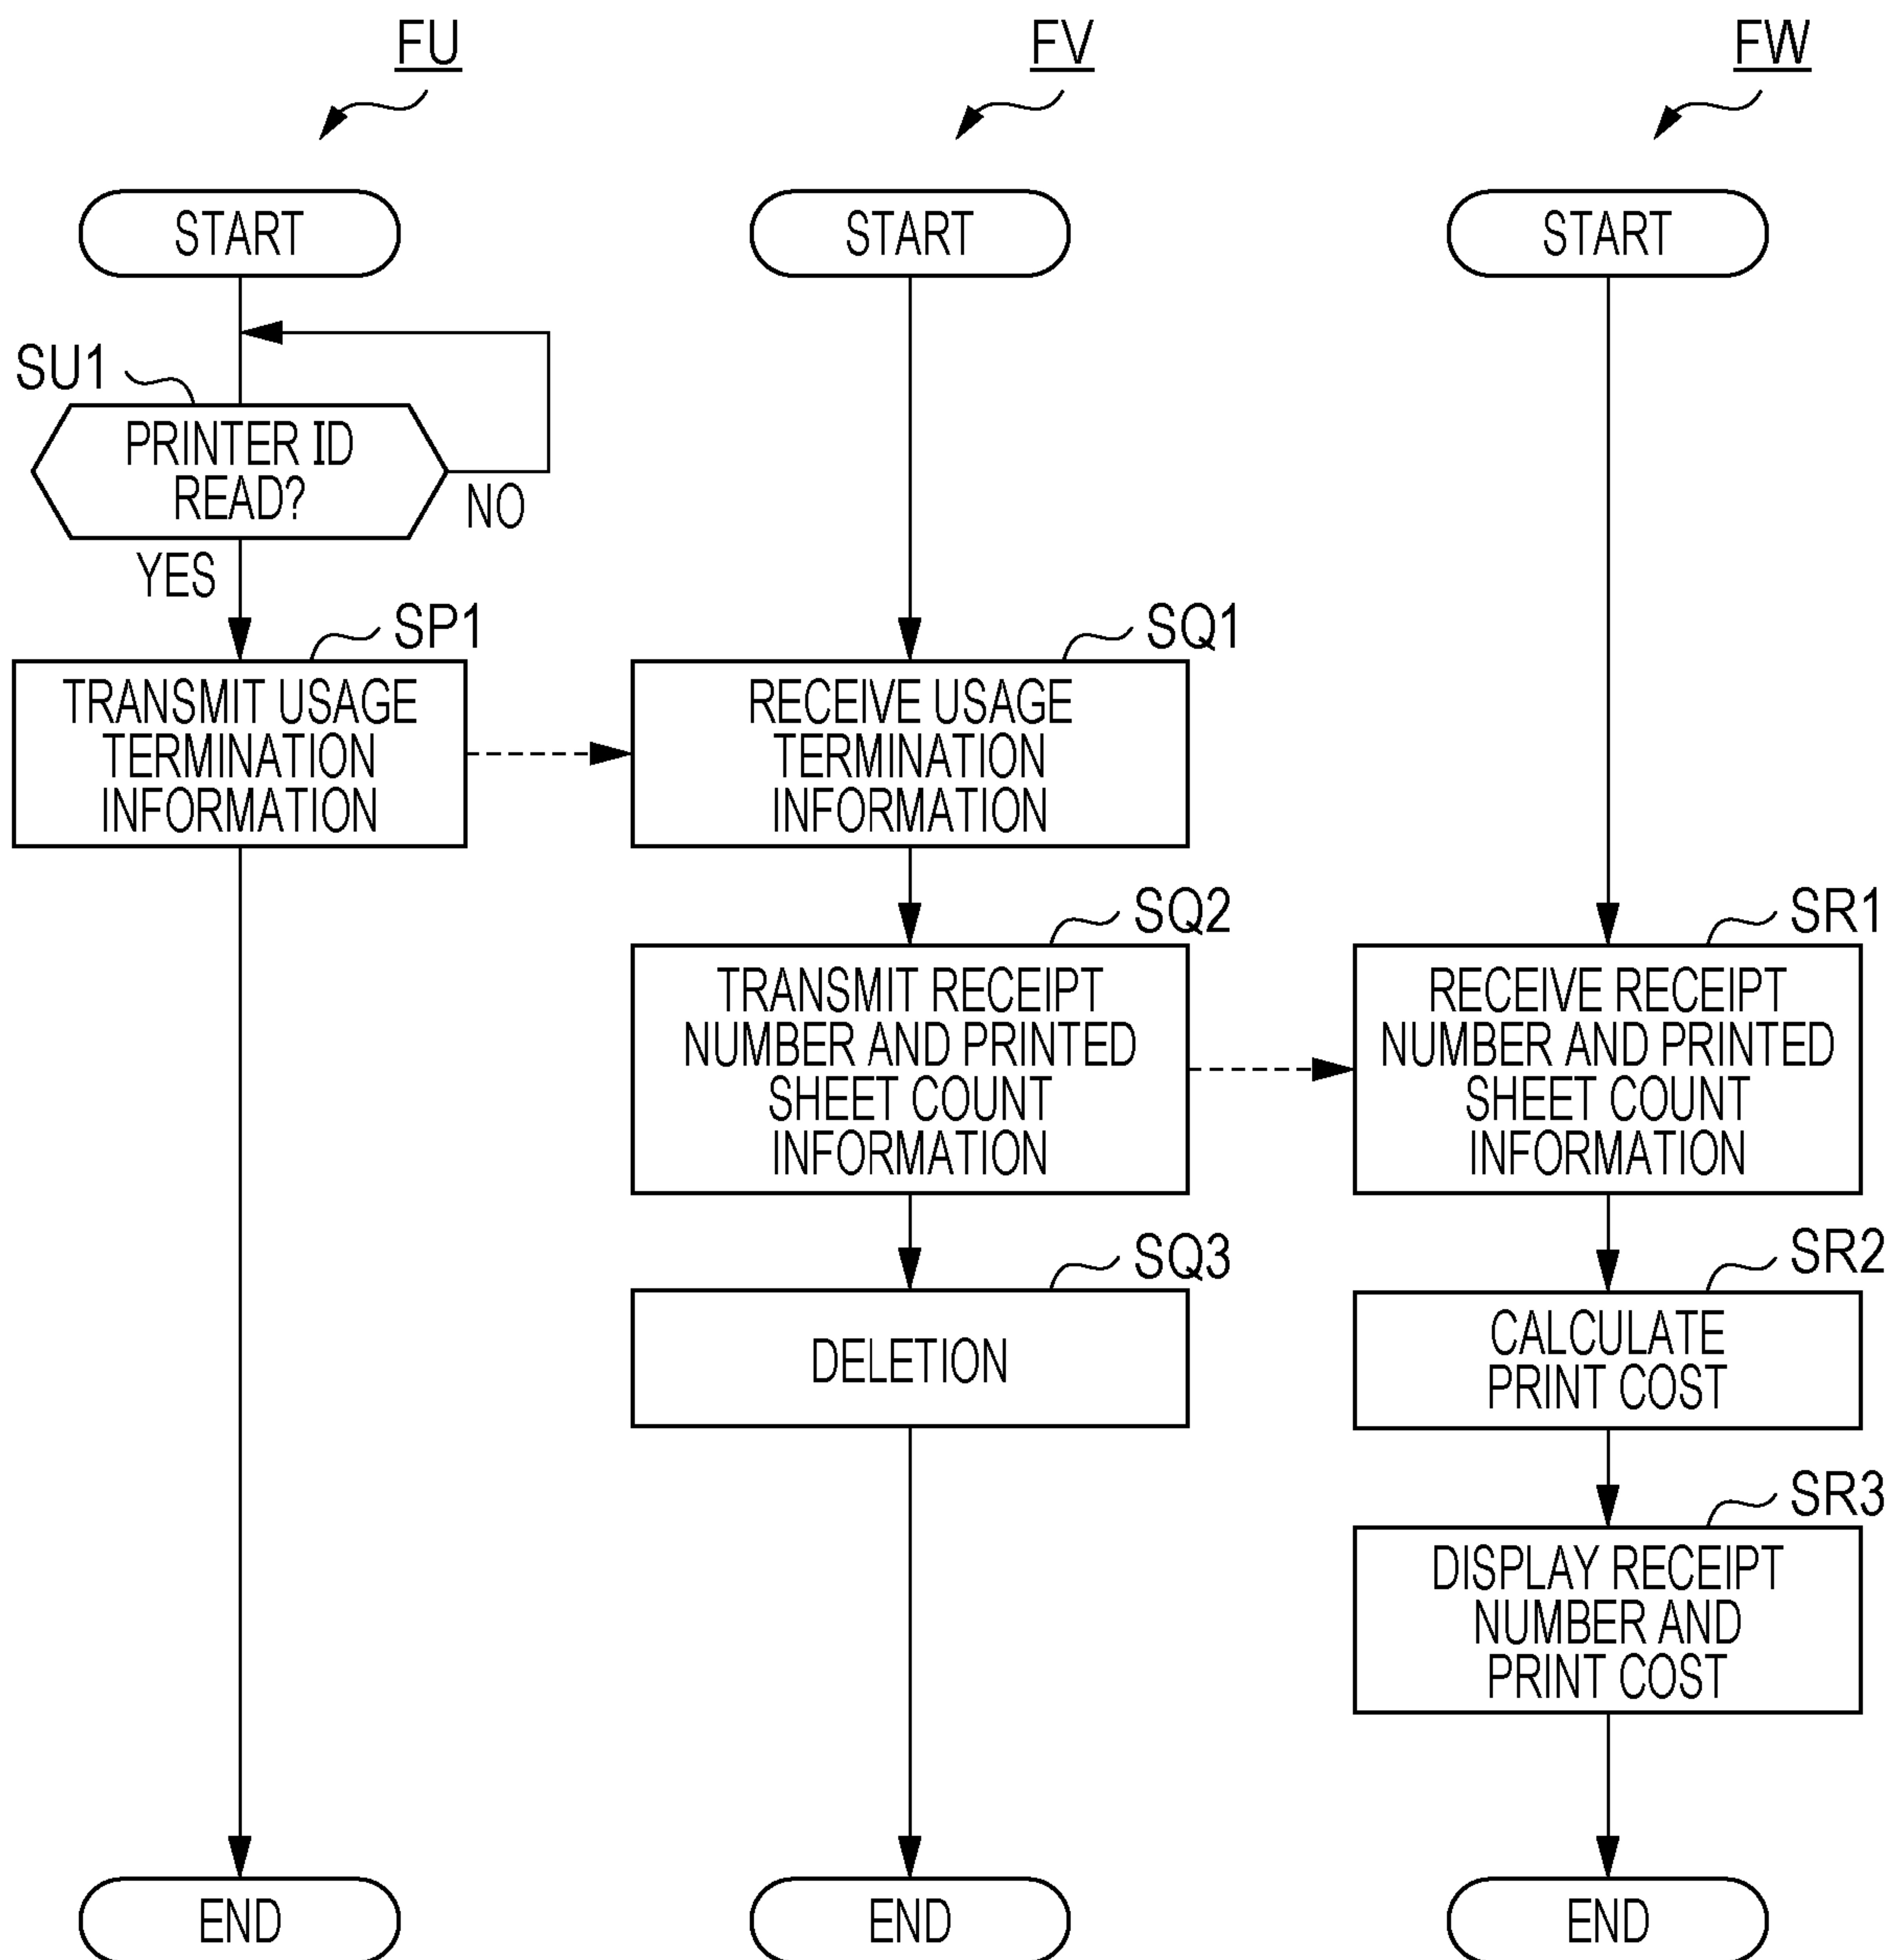 FU
START
SU1
PRINTER ID
READ?
NO
YES
SP1
TRANSMIT USAGE
TERMINATION
INFORMATION
END
FV
START
SQ1
RECEIVE USAGE
TERMINATION
INFORMATION
SQ2
TRANSMIT RECEIPT
NUMBER AND PRINTED
SHEET COUNT
INFORMATION
SQ3
DELETION
END
FW
START
SR1
RECEIVE RECEIPT
NUMBER AND PRINTED
SHEET COUNT
INFORMATION
SR2
CALCULATE
PRINT COST
SR3
DISPLAY RECEIPT
NUMBER AND
PRINT COST
END